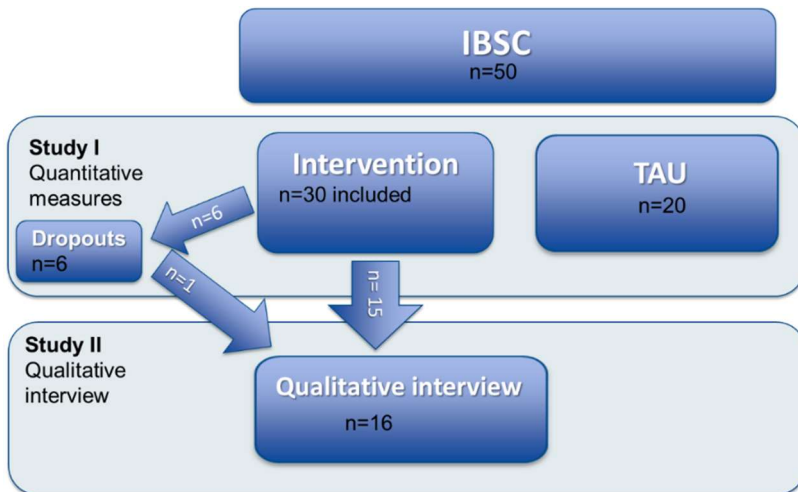 IBSC
n=50
Study I
Quantitative
measures
Intervention
n=30 included
TAU
n=20
n=6
Dropouts
n=6
n=1
n= 15
Study II
Qualitative
interview
Qualitative interview
n=16